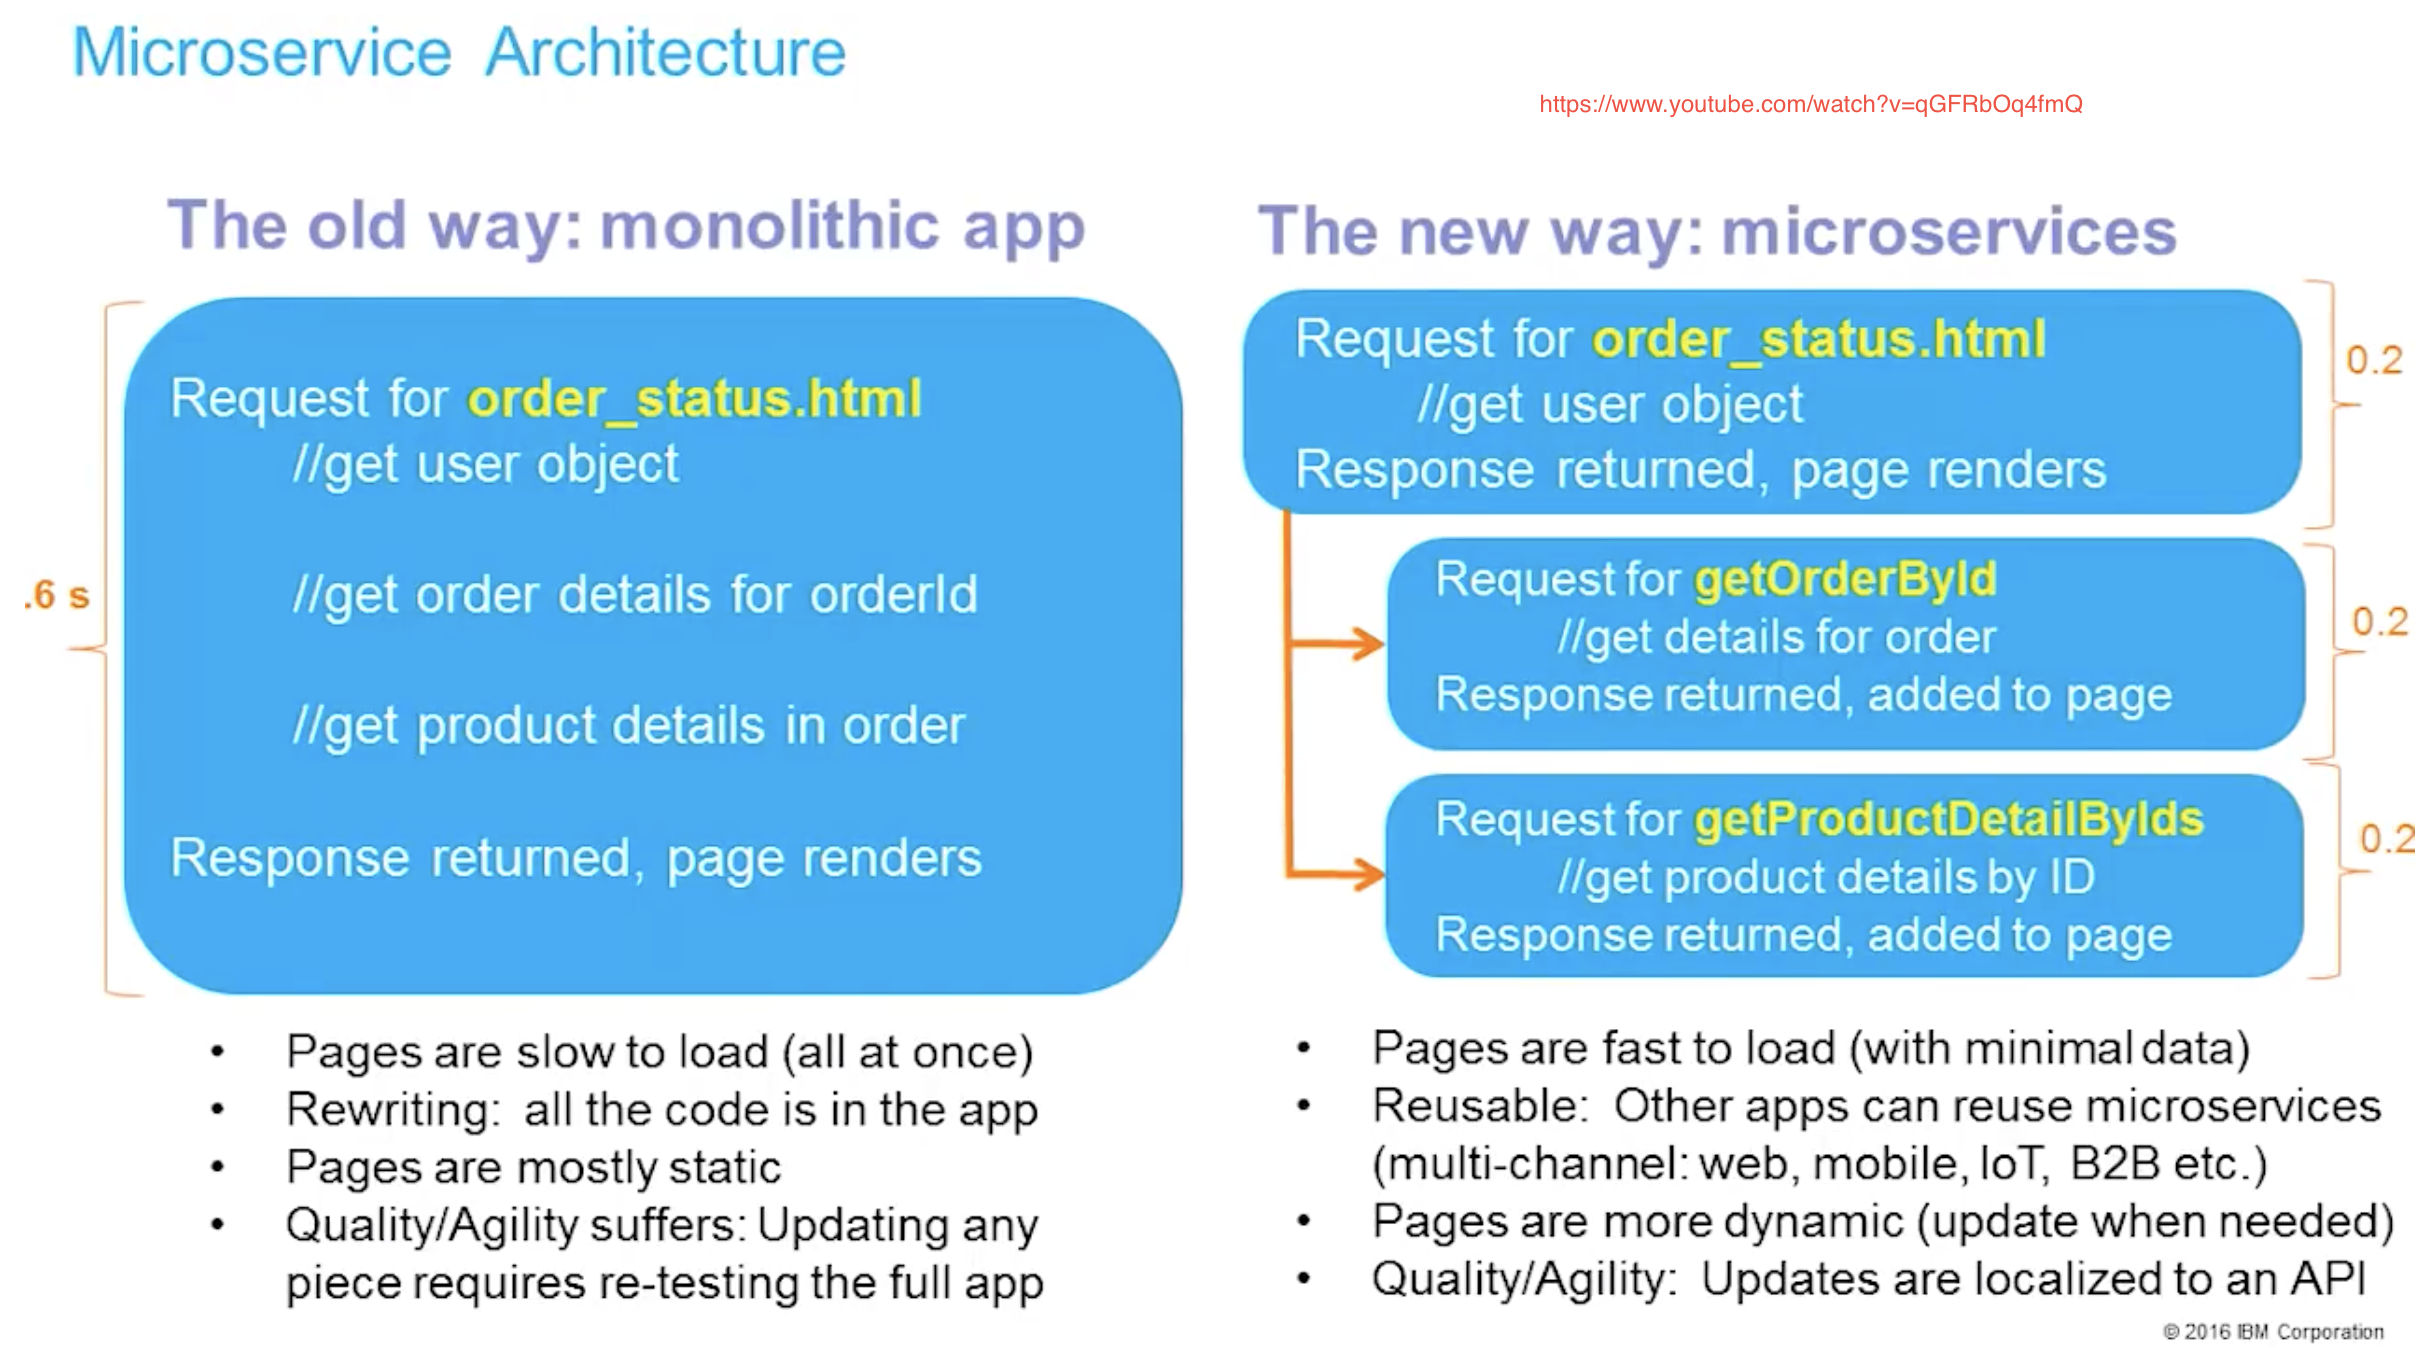 Microservice Architecture
https://www.youtube.com/watch?v=qGFRbOq4fmQ
The old way: monolithic app
.6 s
Request for order_status.html
//get user object
//get order details for orderId
//get product details in order
Response returned, page renders
• Pages are slow to load (all at once)
• Rewriting: all the code is in the app
• Pages are mostly static
• Quality/Agility suffers: Updating any
piece requires re-testing the full app
The new way: microservices
Request for order_status.html
//get user object
Response returned, page renders
0.2
Request for getOrderById
//get details for order
Response returned, added to page
0.2
Request for getProductDetailByIds
//get product details by ID
Response returned, added to page
0.2
• Pages are fast to load (with minimal data)
• Reusable: Other apps can reuse microservices
(multi-channel: web, mobile, IoT, B2B etc.)
• Pages are more dynamic (update when needed)
• Quality/Agility: Updates are localized to an API
© 2016 IBM Corporation